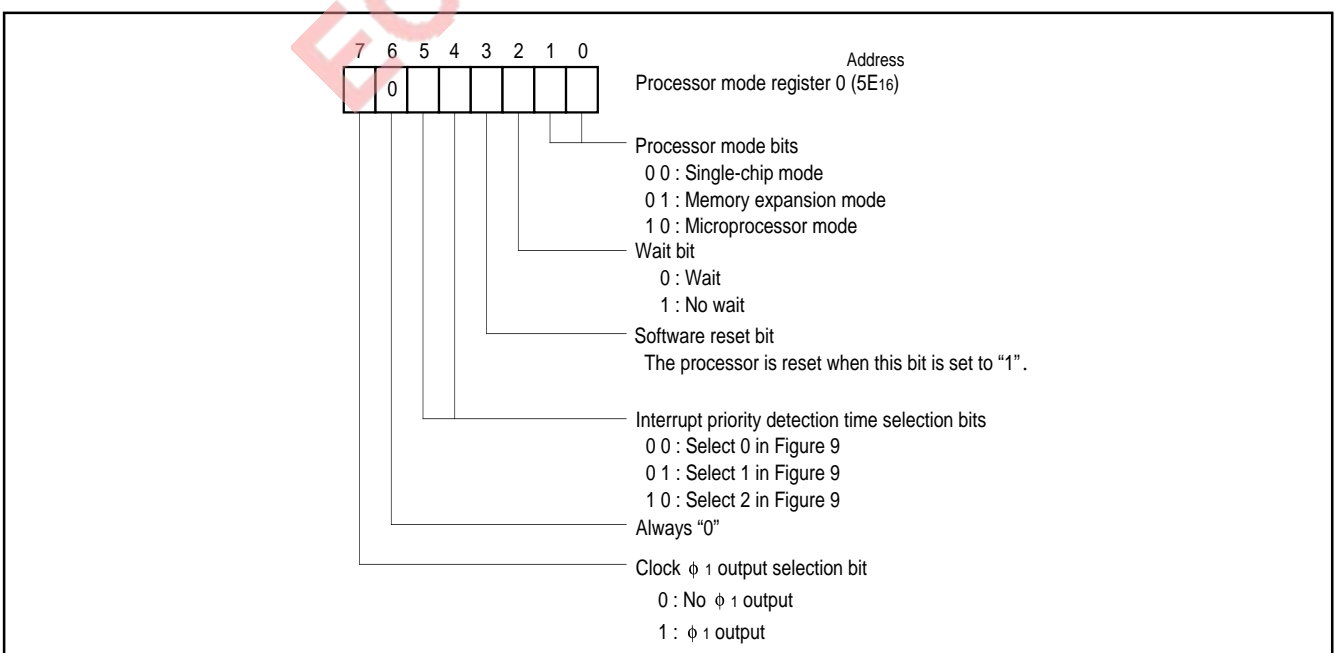 7 6 5 4 3 2 1 0
Address
0
Processor mode register 0 (5E16)
Processor mode bits
0 0 : Single-chip mode
0 1 : Memory expansion mode
1 0 : Microprocessor mode
Wait bit
0 : Wait
1 : No wait
Software reset bit
The processor is reset when this bit is set to “1”.
Interrupt priority detection time selection bits
0 0 : Select 0 in Figure 9
0 1 : Select 1 in Figure 9
1 0 : Select 2 in Figure 9
Always “0”
Clock ϕ 1 output selection bit
0 : No ϕ 1 output
1 : ϕ 1 output